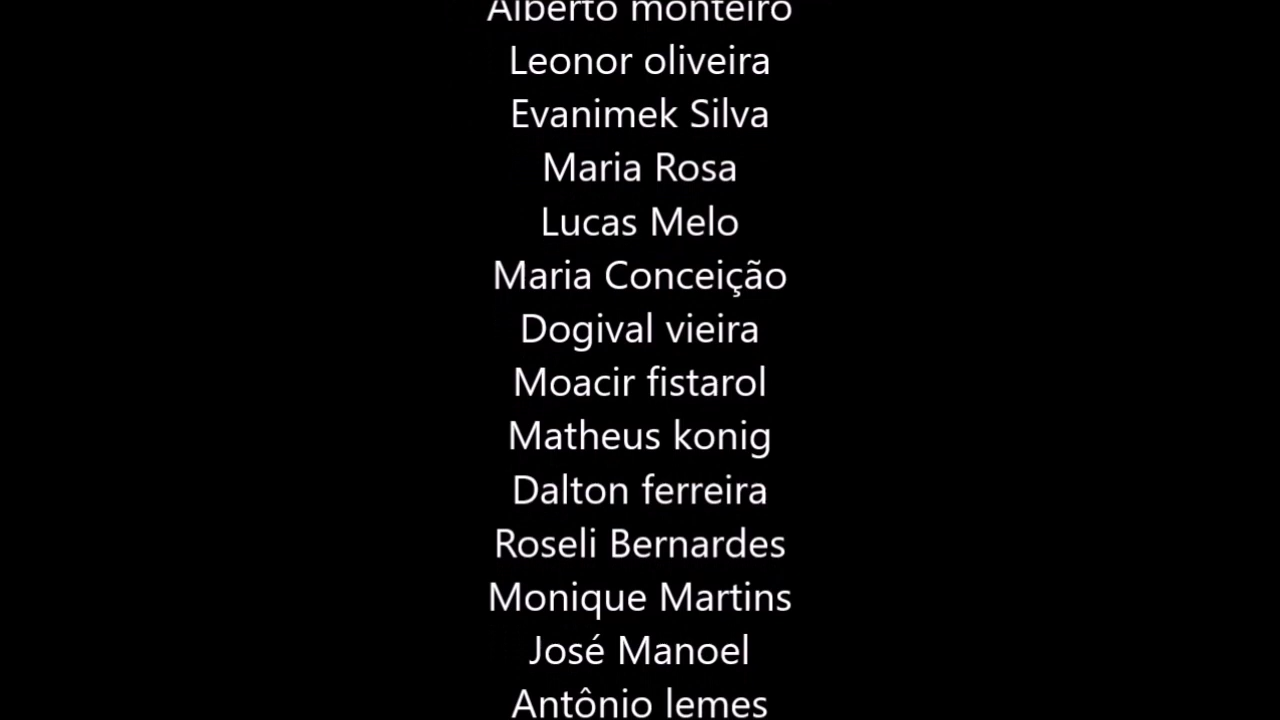 Alberto monteiro
Leonor oliveira
Evanimek Silva
Maria Rosa
Lucas Melo
Maria Conceição
Dogival vieira
Moacir fistarol
Matheus konig
Dalton ferreira
Roseli Bernardes
Monique Martins
José Manoel
Antônio lemes